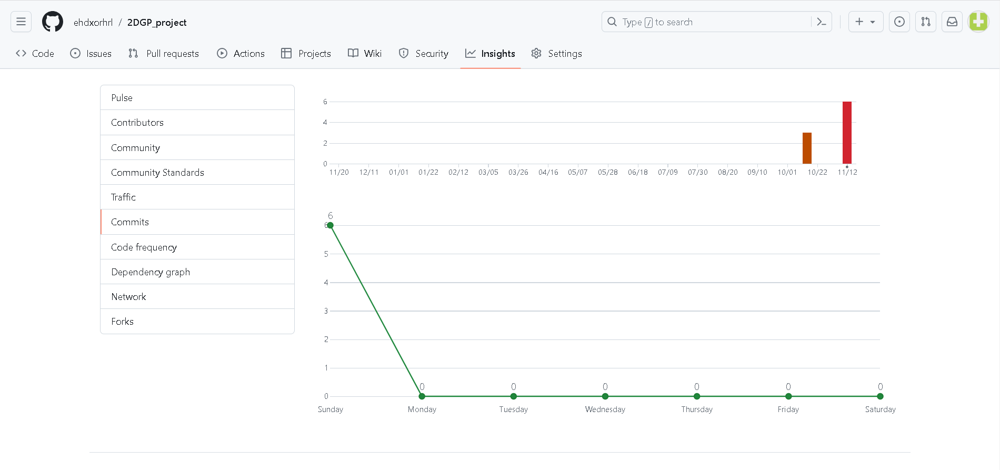 ehdxorhrl / 2DGP_project
Type / to search
Code Issues Pull requests Actions Projects Wiki Security Insights Settings
Pulse
Contributors
Community
Community Standards
Traffic
Commits
Code frequency
Dependency graph
Network
Forks
6
4
2
0
11/20 12/11 01/01 01/22 02/12 03/05 03/26 04/16 05/07 05/28 06/18 07/09 07/30 08/20 09/10 10/01 10/22 11/12
6
6
5
4
3
2
1
0 0 0 0 0 0
0
Sunday Monday Tuesday Wednesday Thursday Friday Saturday